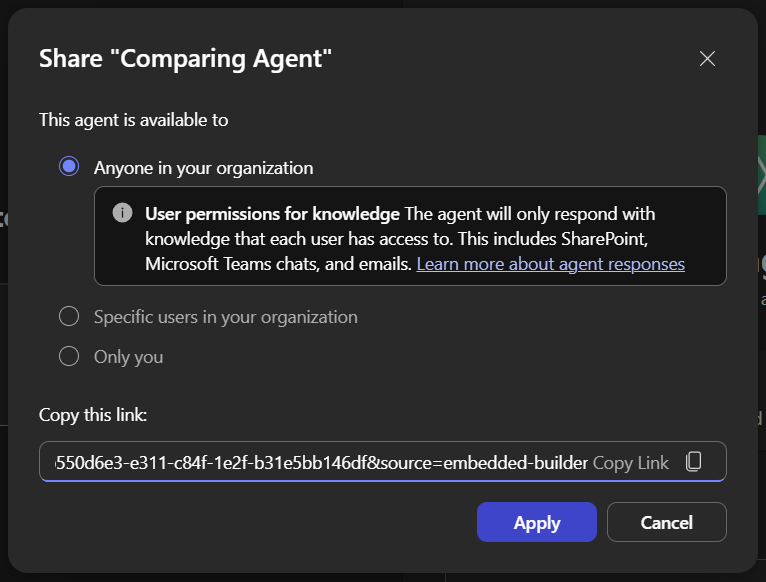 Share "Comparing Agent"
This agent is available to
Anyone in your organization
User permissions for knowledge The agent will only respond with
knowledge that each user has access to. This includes SharePoint,
Microsoft Teams chats, and emails. Learn more about agent responses
Specific users in your organization
Only you
Copy this link:
550d6e3-e311-c84f-1e2f-b31e5bb146df&source=embedded-builder Copy Link
Apply Cancel